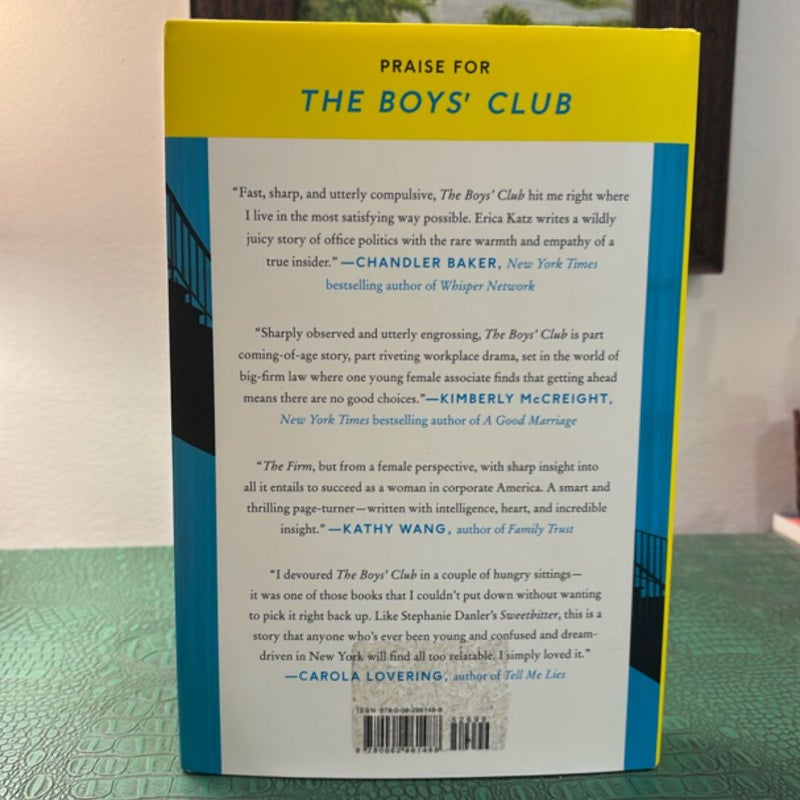 PRAISE FOR
THE BOYS' CLUB
“Fast, sharp, and utterly compulsive, The Boys’ Club hit me right where
I live in the most satisfying way possible. Erica Katz writes a wildly
juicy story of office politics with the rare warmth and empathy of a
true insider.” —CHANDLER BAKER, New York Times
bestselling author of Whisper Network
“Sharply observed and utterly engrossing, The Boys’ Club is part
coming-of-age story, part riveting workplace drama, set in the world of
big-firm law where one young female associate finds that getting ahead
means there are no good choices.”—KIMBERLY McCREIGHT,
New York Times bestselling author of A Good Marriage
“The Firm, but from a female perspective, with sharp insight into
all it entails to succeed as a woman in corporate America. A smart and
thrilling page-turner—written with intelligence, heart, and incredible
insight.” —KATHY WANG, author of Family Trust
“I devoured The Boys’ Club in a couple of hungry sittings—
it was one of those books that I couldn’t put down without wanting
to pick it right back up. Like Stephanie Danler’s Sweetbitter, this is a
story that anyone who’s ever been young and confused and dream-
driven in New York will find all too relatable. I simply loved it.”
—CAROLA LOVERING, author of Tell Me Lies
ISBN 978-0-06-296148-8